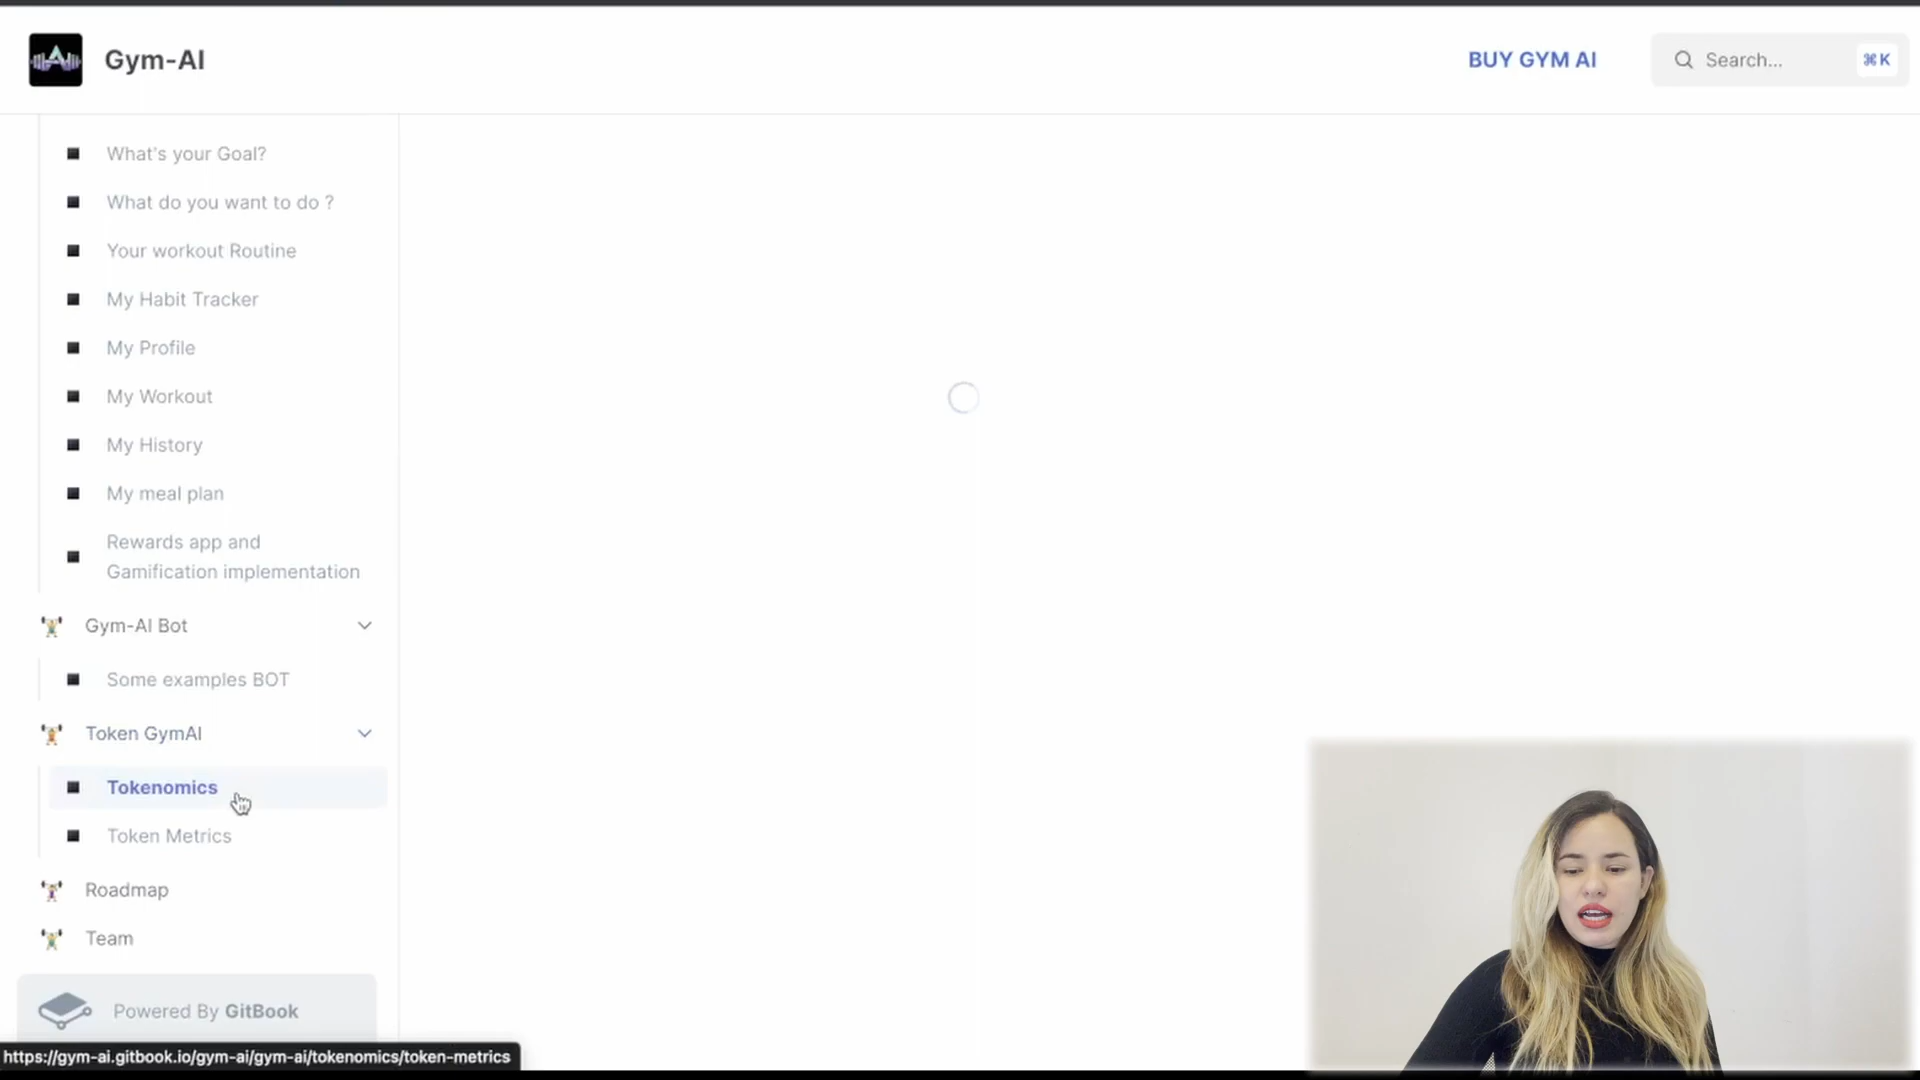 Gym-AI
BUY GYM AI
Search...
⌘K
What's your Goal?
What do you want to do ?
Your workout Routine
My Habit Tracker
My Profile
My Workout
My History
My meal plan
Rewards app and
Gamification implementation
Gym-AI Bot
Some examples BOT
Token GymAI
Tokenomics
Token Metrics
Roadmap
Team
Powered By GitBook
https://gym-ai.gitbook.io/gym-ai/gym-ai/tokenomics/token-metrics